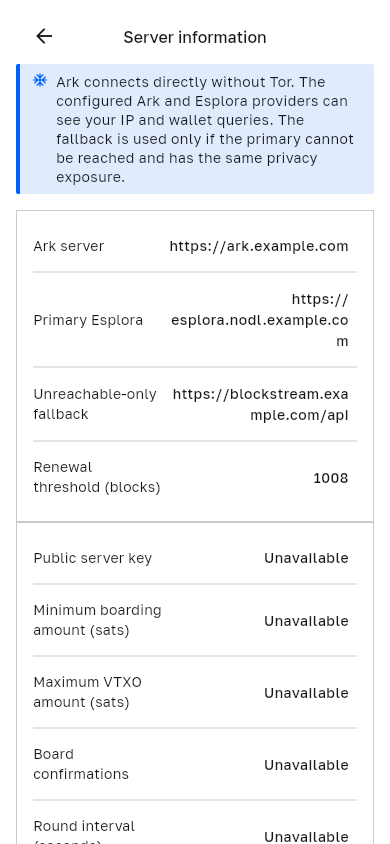 Server information
Ark connects directly without Tor. The
configured Ark and Esplora providers can
see your IP and wallet queries. The
fallback is used only if the primary cannot
be reached and has the same privacy
exposure.
Ark server
https://ark.example.com
Primary Esplora
https://
esplora.nodl.example.co
m
Unreachable-only
fallback
https://blockstream.exa
mple.com/api
Renewal
threshold (blocks)
1008
Public server key
Unavailable
Minimum boarding
amount (sats)
Unavailable
Maximum VTXO
amount (sats)
Unavailable
Board
confirmations
Unavailable
Round interval
(seconds)
Unavailable